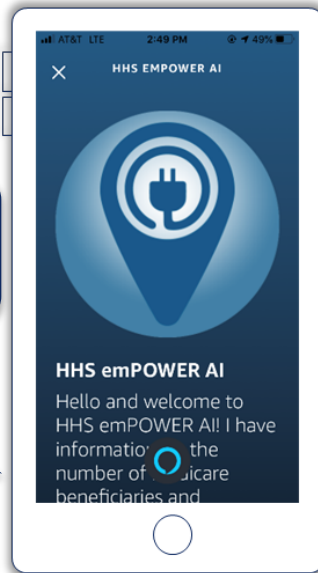 AT&T LTE 2:49 PM 49%
HHS EMPOWER AI
HHS emPOWER AI
Hello and welcome to
HHS emPOWER AI! I have
information the
number of
beneficiaries and